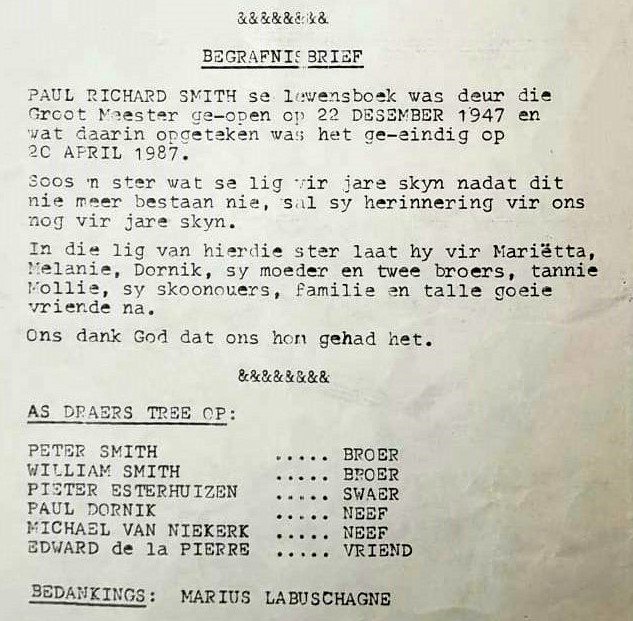 &&&&&&&&
BEGRAFNISBRIEF
PAUL RICHARD SMITH se lewensboek was deur die
Groot Meester ge-open op 22 DESEMBER 1947 en
wat daarin opgeteken was het ge-eindig op
20 APRIL 1987.
Soos 'n ster wat se lig vir jare skyn nadat dit
nie meer bestaan nie, sal sy herinnering vir ons
nog vir jare skyn.
In die lig van hierdie ster laat hy vir Mariëtta,
Melanie, Dornik, sy moeder en twee broers, tannie
Mollie, sy skoonouers, familie en talle goeie
vriende na.
Ons dank God dat ons hom gehad het.
&&&&&&&&
AS DRAERS TREE OP:
PETER SMITH ..... BROER
WILLIAM SMITH ..... BROER
PIETER ESTERHUIZEN ..... SWAER
PAUL DORNIK ..... NEEF
MICHAEL VAN NIEKERK ..... NEEF
EDWARD de la PIERRE ..... VRIEND
BEDANKINGS: MARIUS LABUSCHAGNE